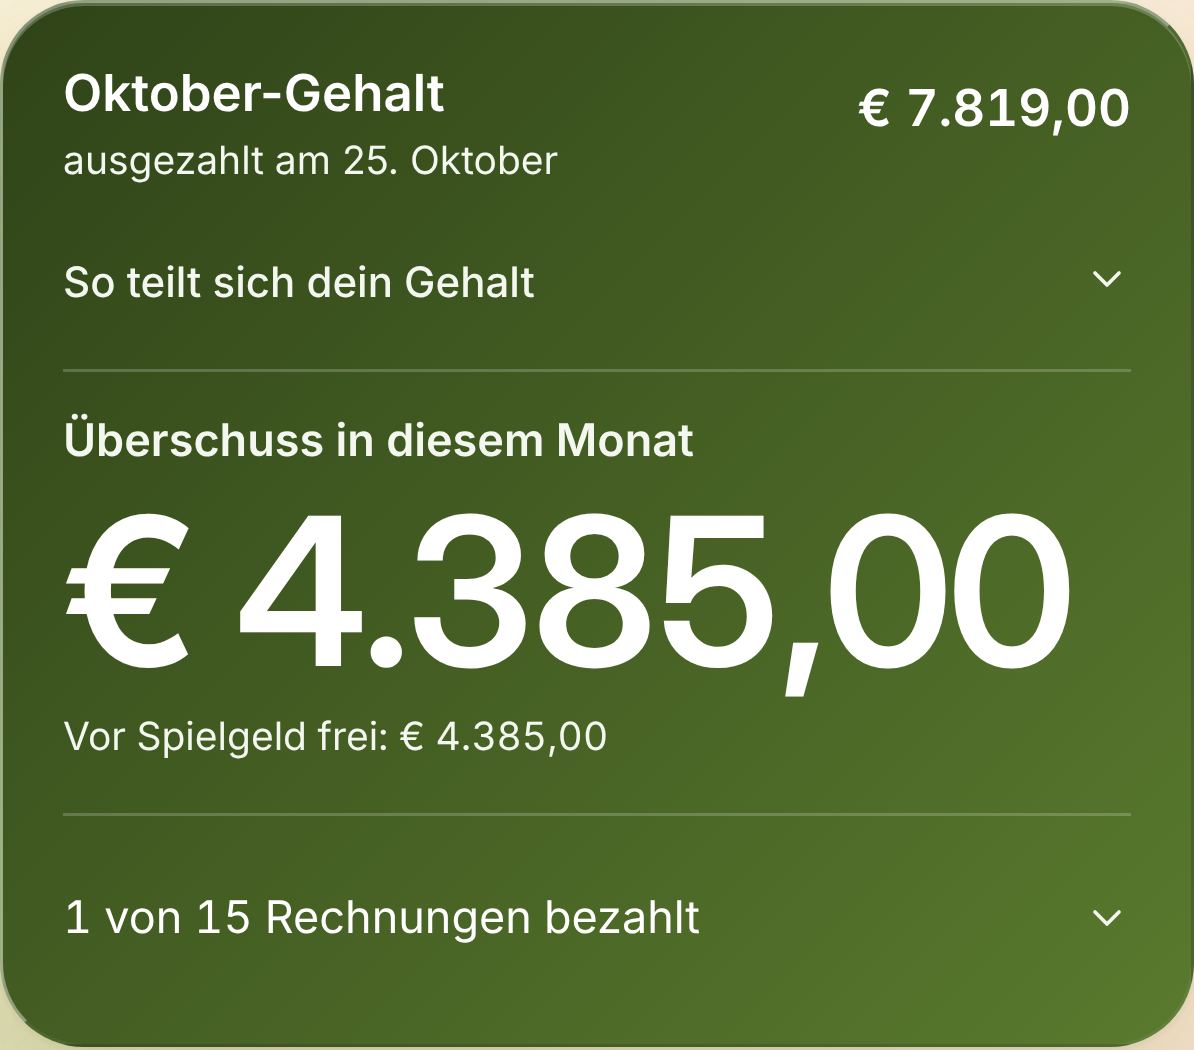 Oktober-Gehalt
€ 7.819,00
ausgezahlt am 25. Oktober
So teilt sich dein Gehalt
Überschuss in diesem Monat
€ 4.385,00
Vor Spielgeld frei: € 4.385,00
1 von 15 Rechnungen bezahlt